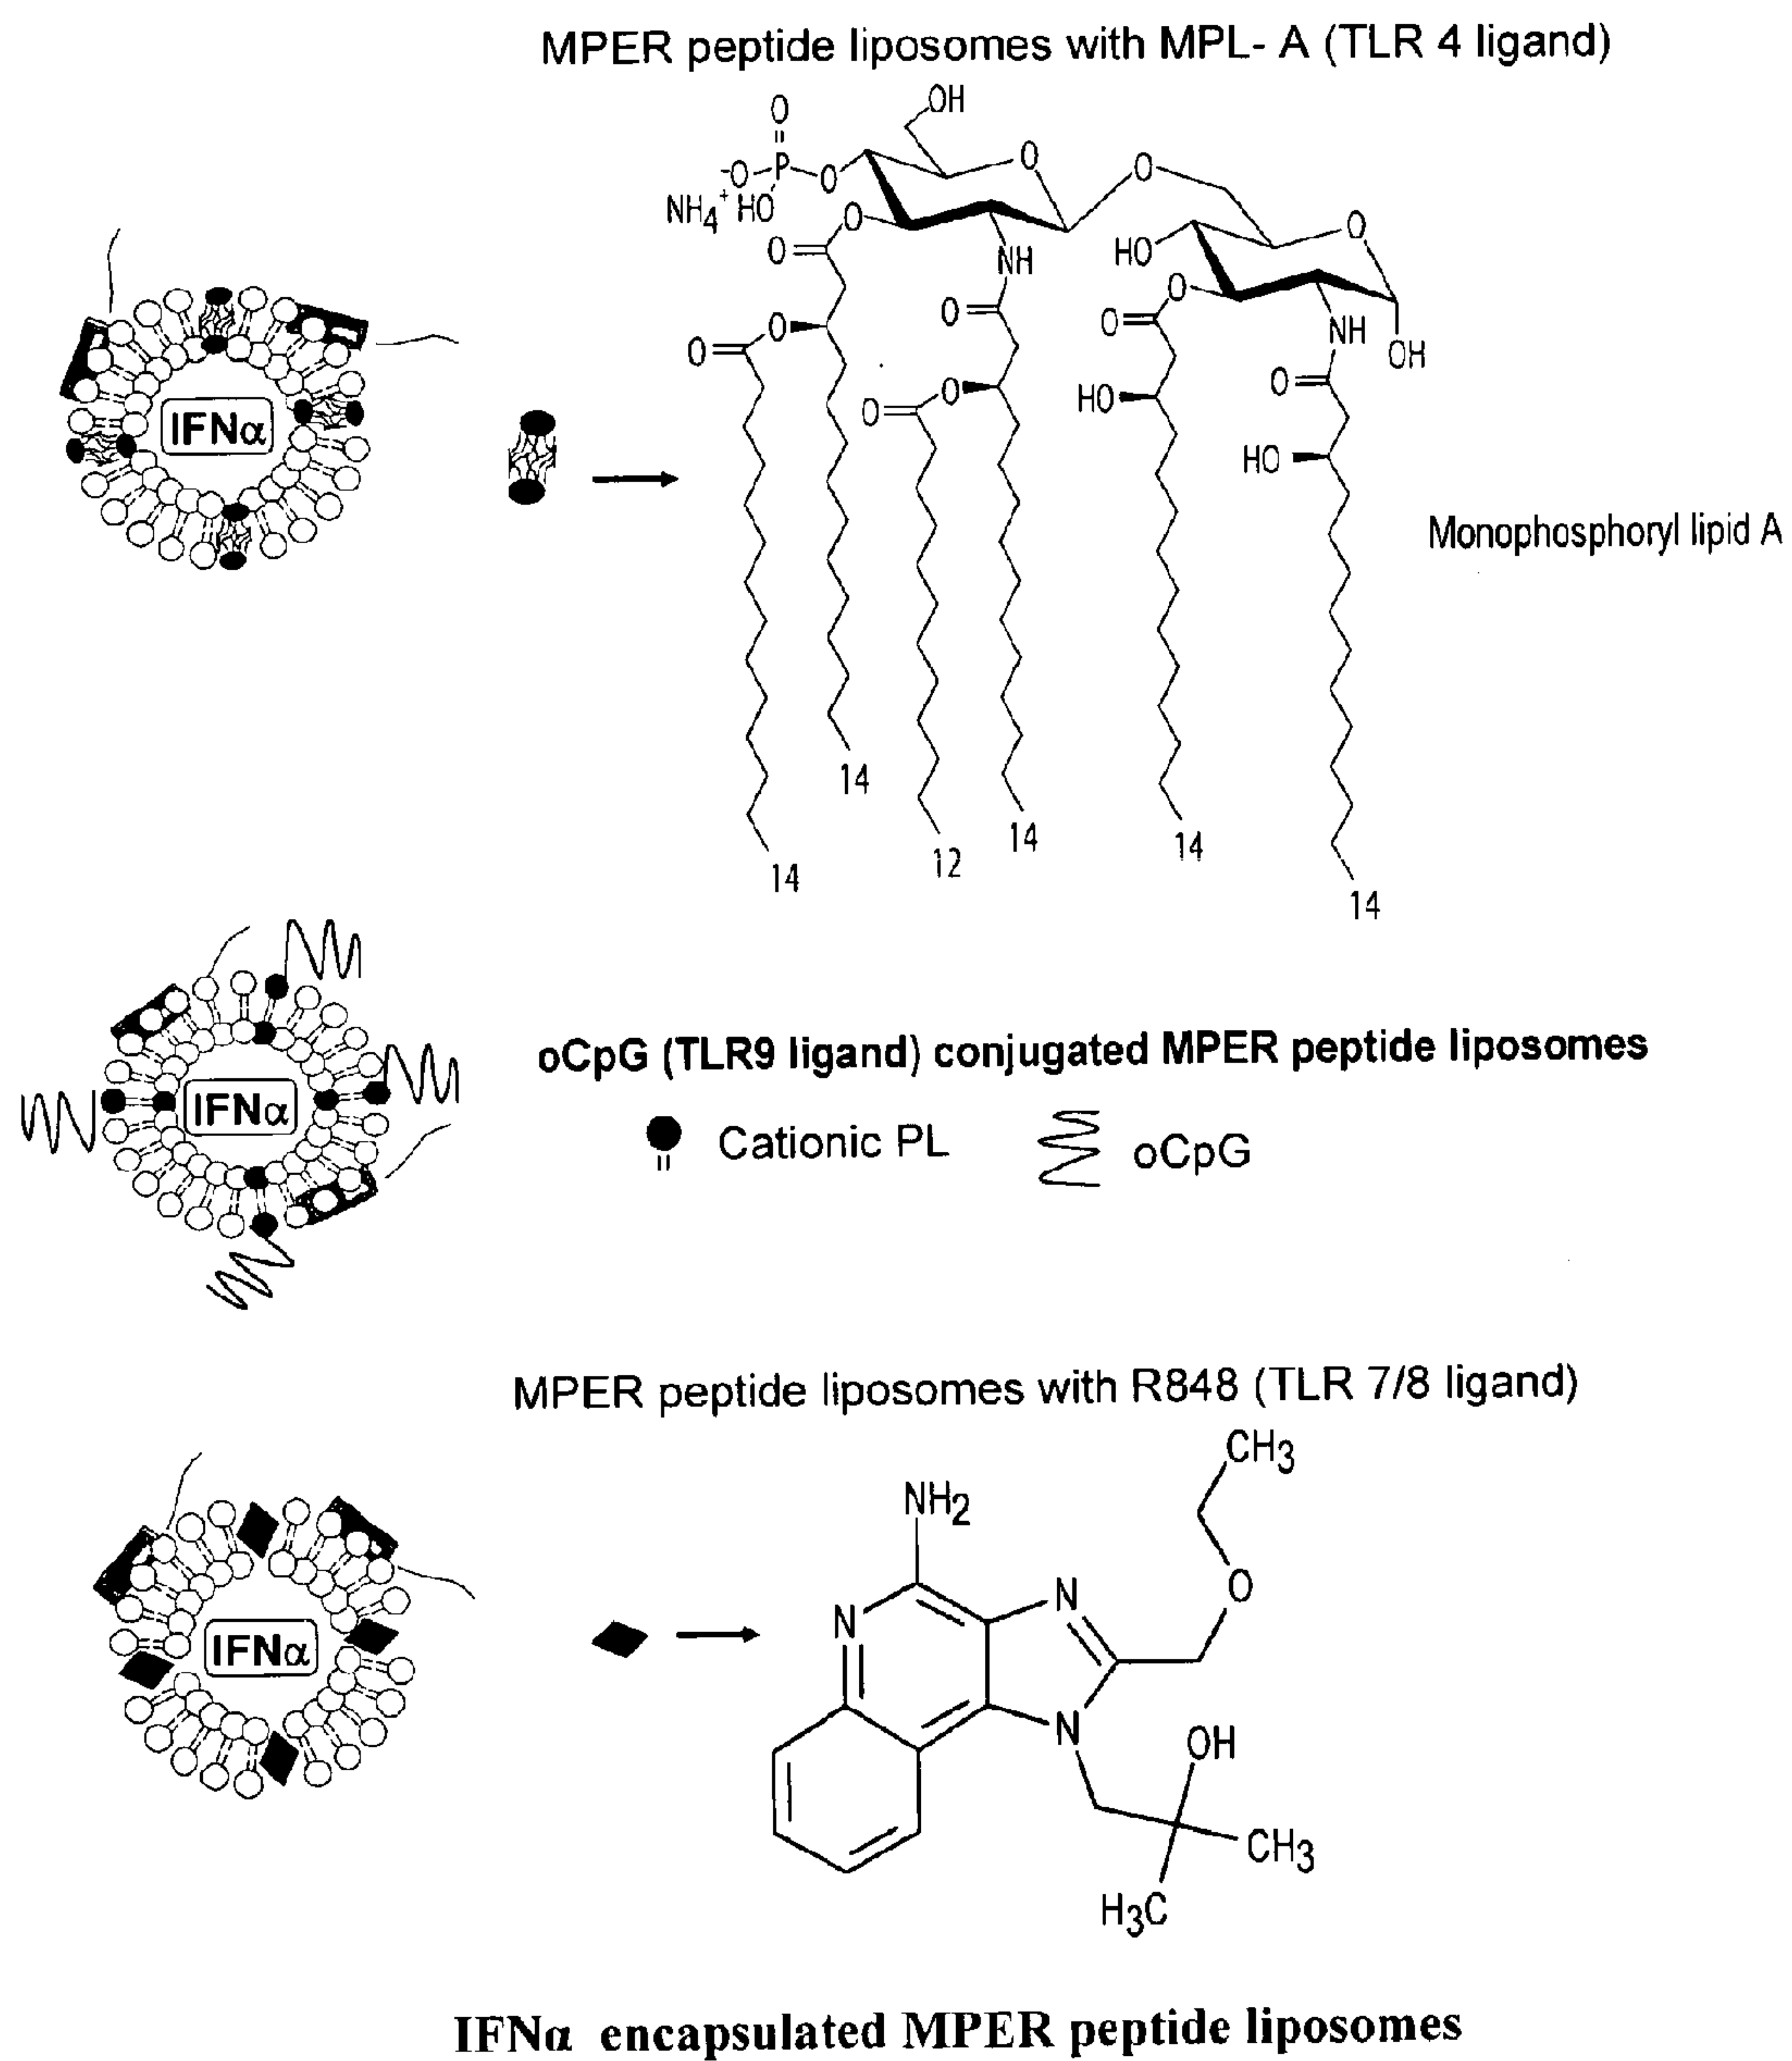 MPER peptide liposomes with MPL- A (TLR 4 ligand)
OH
O
O
O
-O
P
O
NH4+ HO
O
O
O
HO
NH
O
O
O
O
NH
OH
O
O
O
HO
O
O
HO
IFNα
Monophosphoryl lipid A
14
14
12
14
14
14
oCpG (TLR9 ligand) conjugated MPER peptide liposomes
IFNα
Cationic PL
oCpG
MPER peptide liposomes with R848 (TLR 7/8 ligand)
CH3
NH2
O
N
N
IFNα
N
OH
CH3
H3C
IFNα encapsulated MPER peptide liposomes